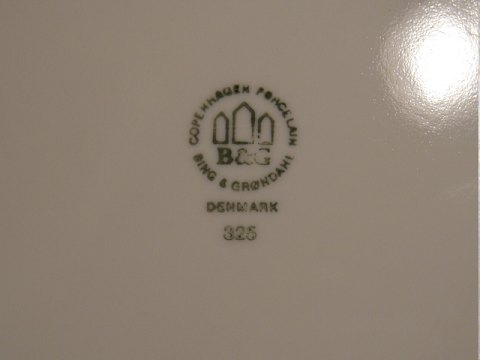 COPENHAGEN PORCELAIN
B&G
BING & GRØNDAHL
DENMARK
325